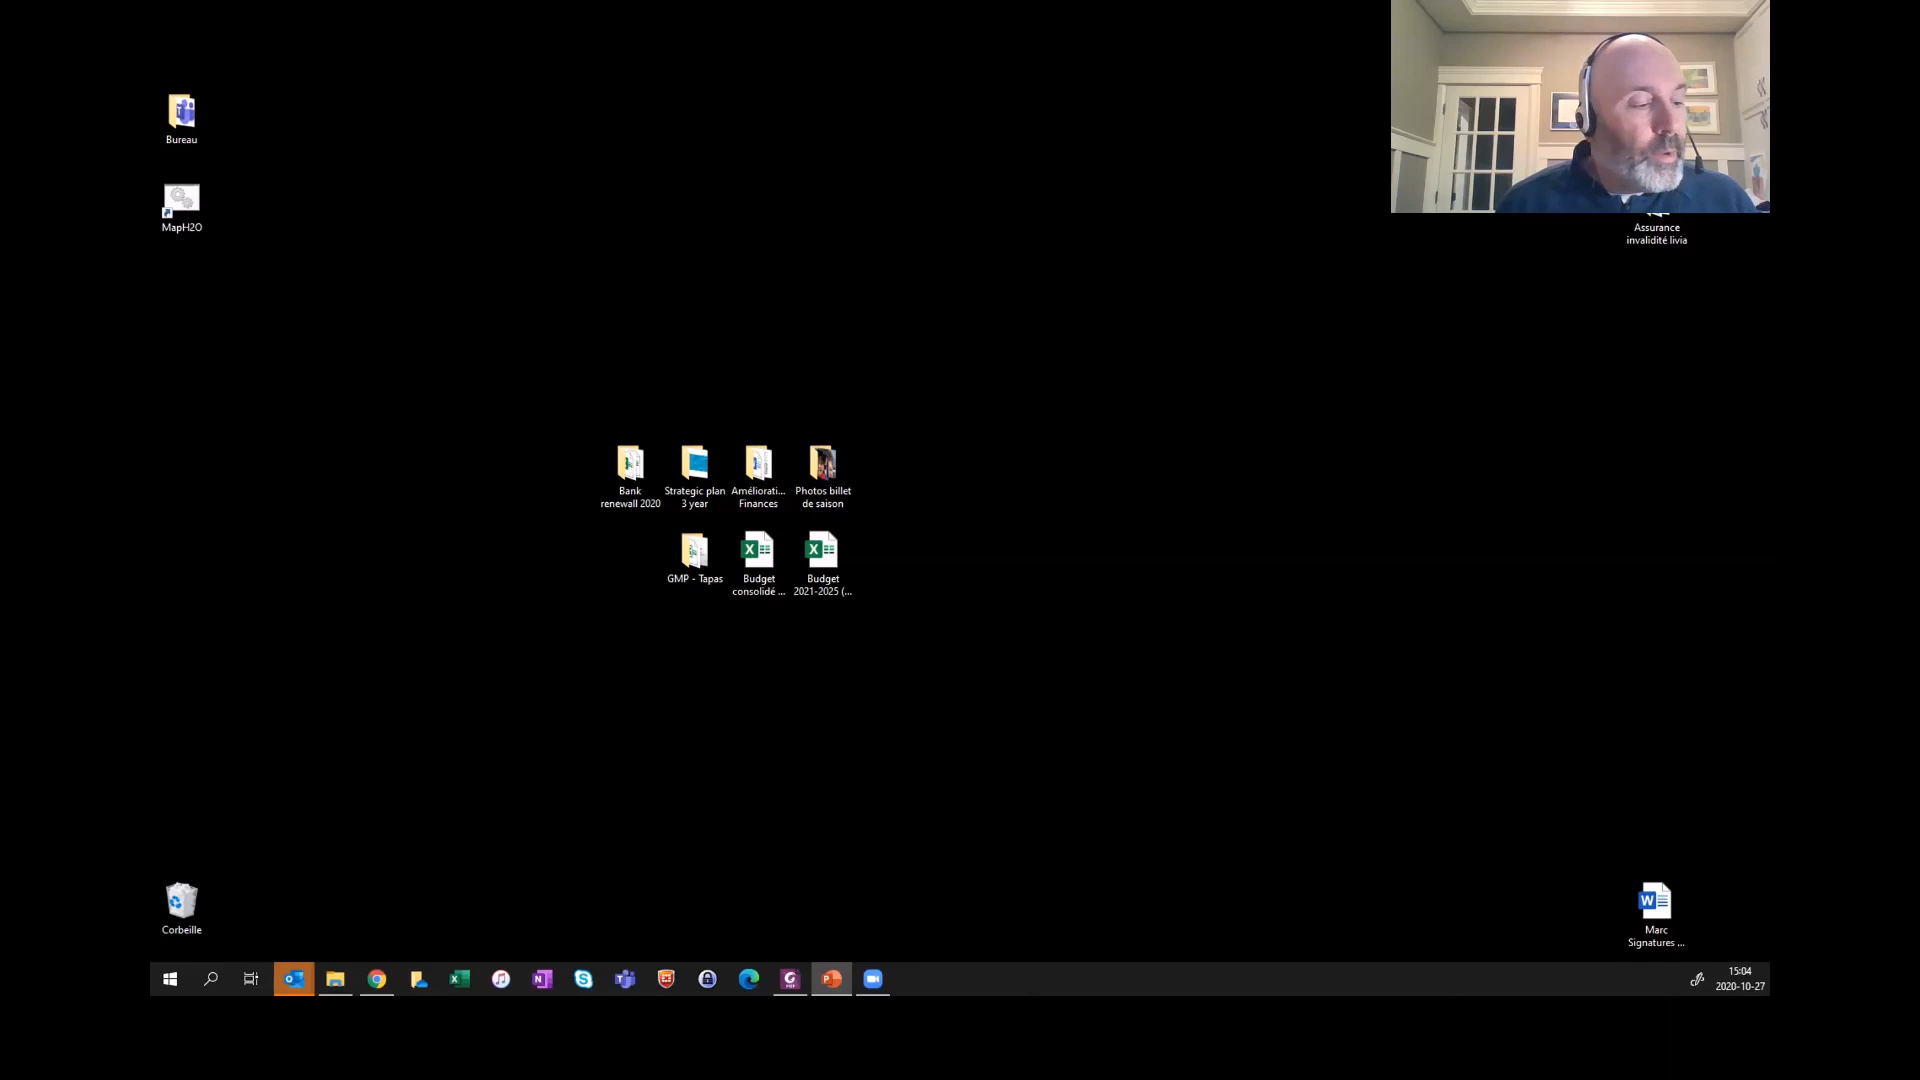 Bureau
MapH2O
Assurance
invalidité livia
Bank
renewall 2020
Strategic plan
3 year
Améliorati...
Finances
Photos billet
de saison
GMP - Tapas
Budget
consolidé ...
Budget
2021-2025 (...
Corbeille
Marc
Signatures ...
15:04
2020-10-27